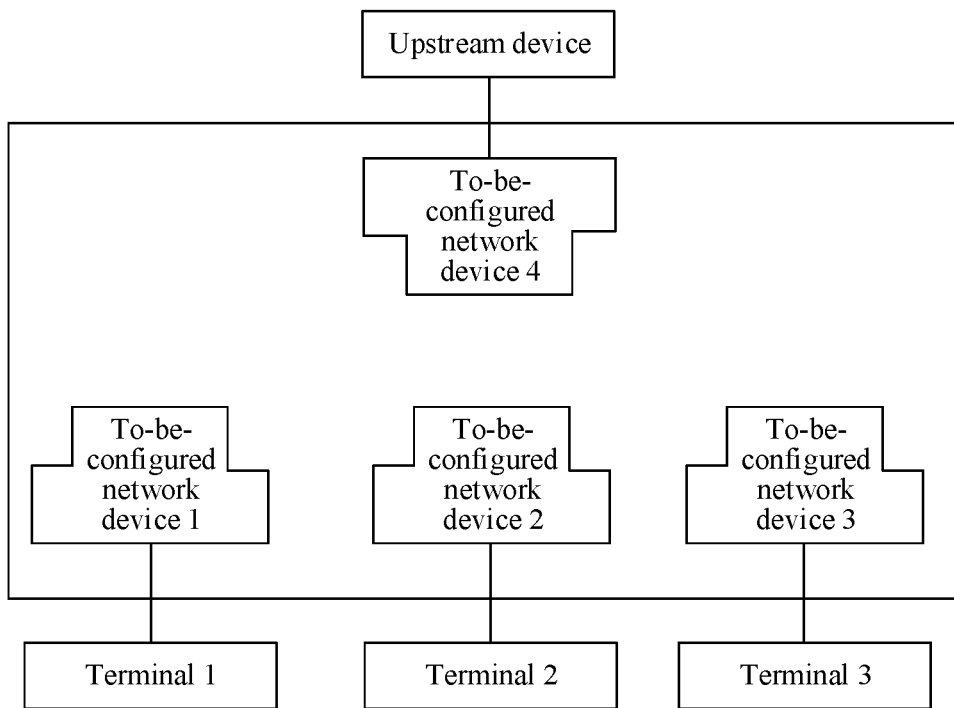 Upstream device
To-be-
configured
network
device 4
To-be-
configured
network
device 1
To-be-
configured
network
device 2
To-be-
configured
network
device 3
Terminal 1
Terminal 2
Terminal 3